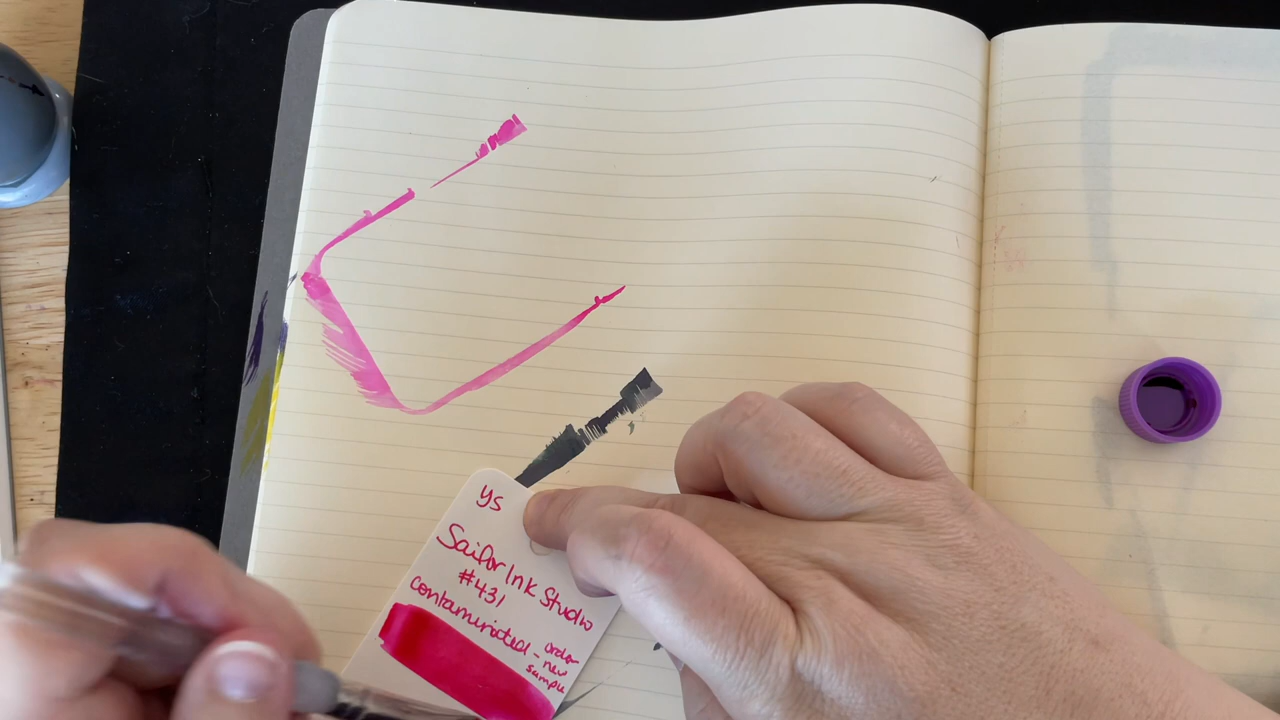 YS
Sailor Ink Studio
#431
contaminated - order
new
sample